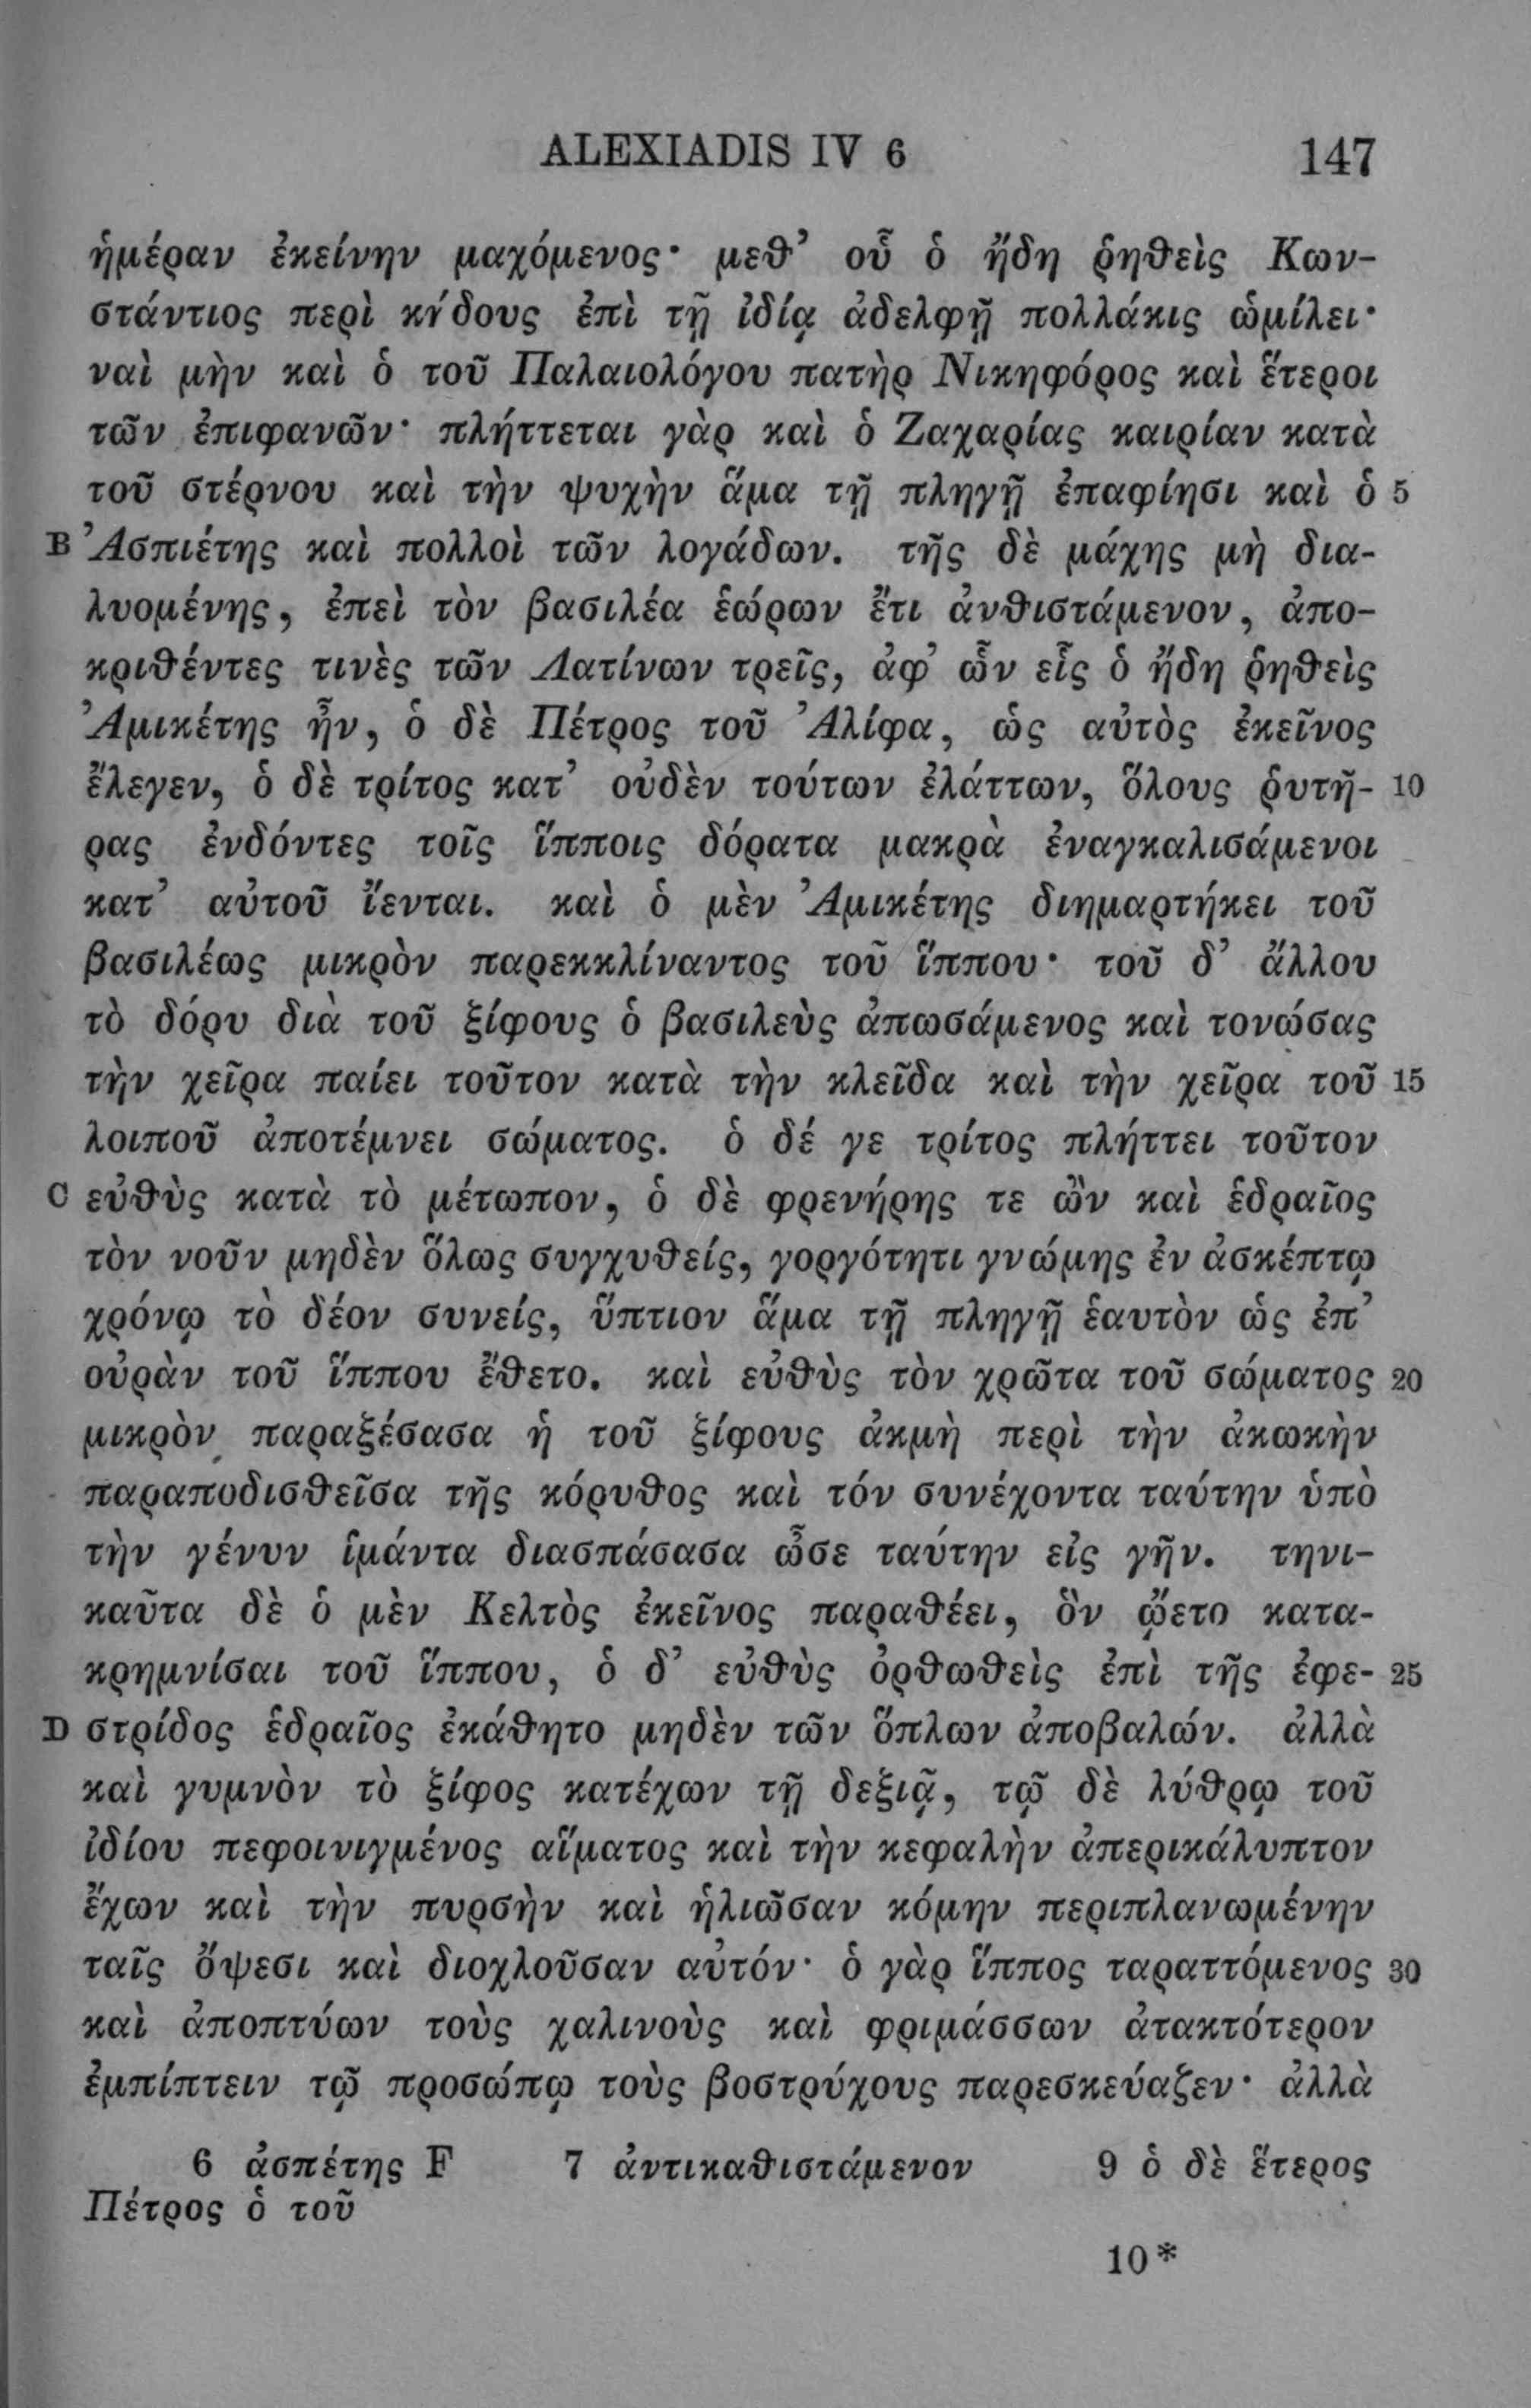 ALEXIADIS IV 6 147
ἡμέραν ἐκείνην μαχόμενος· μεθ’ οὗ ὁ ἤδη ῥηθεὶς Κων-
στάντιος περὶ κήδους ἐπὶ τῇ ἰδίᾳ ἀδελφῇ πολλάκις ὡμίλει·
ναὶ μὴν καὶ ὁ τοῦ Παλαιολόγου πατὴρ Νικηφόρος καὶ ἕτεροι
τῶν ἐπιφανῶν· πλήττεται γὰρ καὶ ὁ Ζαχαρίας καιρίαν κατὰ
τοῦ στέρνου καὶ τὴν ψυχὴν ἅμα τῇ πληγῇ ἐπαφίησι καὶ ὁ 5
B Ἀσπιέτης καὶ πολλοὶ τῶν λογάδων. τῆς δὲ μάχης μὴ δια-
λυομένης, ἐπεὶ τὸν βασιλέα ἑώρων ἔτι ἀνθιστάμενον, ἀπο-
κριθέντες τινὲς τῶν Λατίνων τρεῖς, ἀφ’ ὧν εἷς ὁ ἤδη ῥηθεὶς
Ἀμικέτης ἦν, ὁ δὲ Πέτρος τοῦ Ἀλίφα, ὡς αὐτὸς ἐκεῖνος
ἔλεγεν, ὁ δὲ τρίτος κατ’ οὐδὲν τούτων ἐλάττων, ὅλους ῥυτῆ- 10
ρας ἐνδόντες τοῖς ἵπποις δόρατα μακρὰ ἐναγκαλισάμενοι
κατ’ αὐτοῦ ἵενται. καὶ ὁ μὲν Ἀμικέτης διημαρτήκει τοῦ
βασιλέως μικρὸν παρεκκλίναντος τοῦ ἵππου· τοῦ δ’ ἄλλου
τὸ δόρυ διὰ τοῦ ξίφους ὁ βασιλεὺς ἀπωσάμενος καὶ τονώσας
τὴν χεῖρα παίει τοῦτον κατὰ τὴν κλεῖδα καὶ τὴν χεῖρα τοῦ 15
λοιποῦ ἀποτέμνει σώματος. ὁ δέ γε τρίτος πλήττει τοῦτον
C εὐθὺς κατὰ τὸ μέτωπον, ὁ δὲ φρενήρης τε ὢν καὶ ἑδραῖος
τὸν νοῦν μηδὲν ὅλως συγχυθείς, γοργότητι γνώμης ἐν ἀσκέπτῳ
χρόνῳ τὸ δέον συνείς, ὕπτιον ἅμα τῇ πληγῇ ἑαυτὸν ὡς ἐπ’
οὐρὰν τοῦ ἵππου ἔθετο. καὶ εὐθὺς τὸν χρῶτα τοῦ σώματος 20
μικρὸν παραξέσασα ἡ τοῦ ξίφους ἀκμὴ περὶ τὴν ἀκωκὴν
παραποδισθεῖσα τῆς κόρυθος καὶ τόν συνέχοντα ταύτην ὑπὸ
τὴν γένυν ἱμάντα διασπάσασα ὦσε ταύτην εἰς γῆν. τηνι-
καῦτα δὲ ὁ μὲν Κελτὸς ἐκεῖνος παραθέει, ὃν ᾤετο κατα-
κρημνίσαι τοῦ ἵππου, ὁ δ’ εὐθὺς ὀρθωθεὶς ἐπὶ τῆς ἐφε- 25
D στρίδος ἑδραῖος ἐκάθητο μηδὲν τῶν ὅπλων ἀποβαλών. ἀλλὰ
καὶ γυμνὸν τὸ ξίφος κατέχων τῇ δεξιᾷ, τῷ δὲ λύθρῳ τοῦ
ἰδίου πεφοινιγμένος αἵματος καὶ τὴν κεφαλὴν ἀπερικάλυπτον
ἔχων καὶ τὴν πυρσὴν καὶ ἡλιῶσαν κόμην περιπλανωμένην
ταῖς ὄψεσι καὶ διοχλοῦσαν αὐτόν· ὁ γὰρ ἵππος ταραττόμενος 30
καὶ ἀποπτύων τοὺς χαλινοὺς καὶ φριμάσσων ἀτακτότερον
ἐμπίπτειν τῷ προσώπῳ τοὺς βοστρύχους παρεσκεύαζεν· ἀλλὰ
6 ἀσπέτης F 7 ἀντικαθιστάμενον 9 ὁ δὲ ἕτερος
Πέτρος ὁ τοῦ
10*